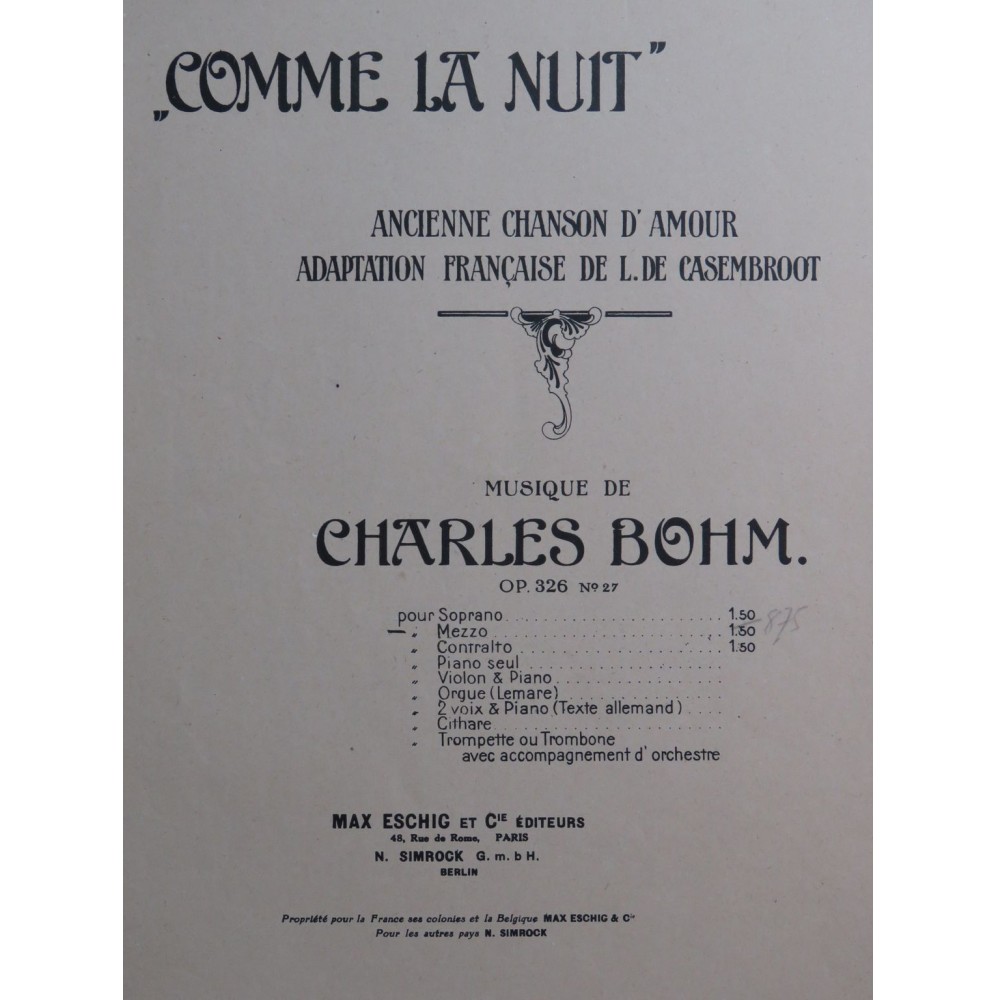 „COMME LA NUIT”
ANCIENNE CHANSON D'AMOUR
ADAPTATION FRANÇAISE DE L. DE CASEMBROOT
MUSIQUE DE
CHARLES BOHM.
OP. 326 No 27
pour Soprano . . . . . . . . . . . . . . . . . . . . . . 1.50
„ Mezzo . . . . . . . . . . . . . . . . . . . . . . 1.50 875
„ Contralto . . . . . . . . . . . . . . . . . . . . . 1.50
„ Piano seul . . . . . . . . . . . . . . . . . . . .
„ Violon & Piano . . . . . . . . . . . . . . . . .
„ Orgue (Lemare) . . . . . . . . . . . . . . . .
„ 2 voix & Piano (Texte allemand) . . . .
„ Cithare . . . . . . . . . . . . . . . . . . . . . . .
„ Trompette ou Trombone
avec accompagnement d'orchestre
MAX ESCHIG ET CIE ÉDITEURS
48, Rue de Rome, PARIS
N. SIMROCK G. m. b H.
BERLIN
Propriété pour la France ses colonies et la Belgique MAX ESCHIG & Cie
Pour les autres pays N. SIMROCK